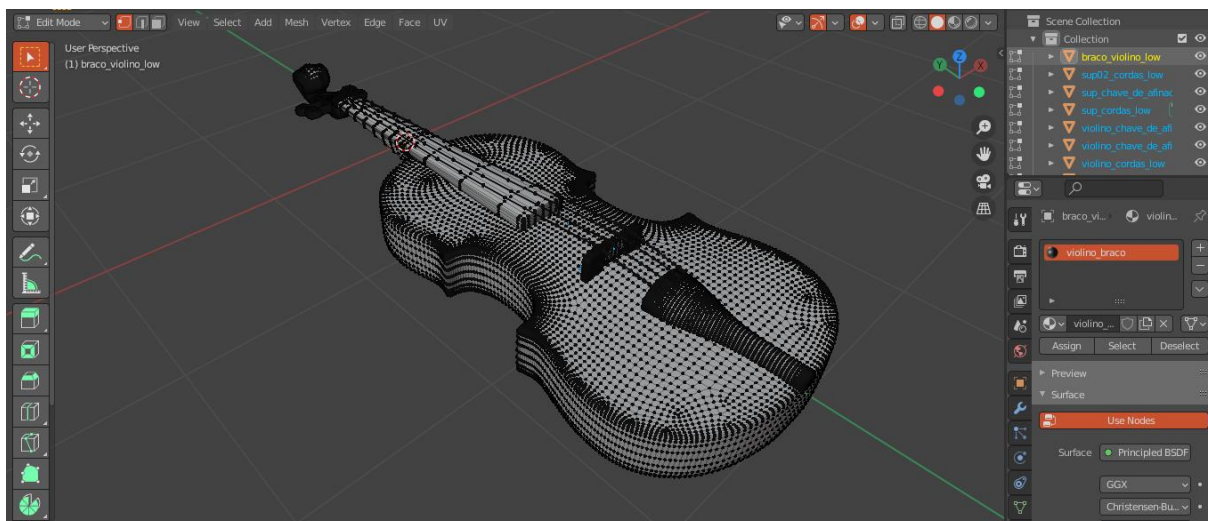 Edit Mode View Select Add Mesh Vertex Edge Face UV
User Perspective
(1) braco_violino_low
Z
Y
X
Scene Collection
Collection
braco_violino_low
sup02_cordas_low
sup_chave_de_afinac
sup_cordas_low
violino_chave_de_afi
violino_chave_de_afi
violino_cordas_low
braco_vi... violin...
violino_braco
violino_...
Assign Select Deselect
Preview
Surface
Use Nodes
Surface Principled BSDF
GGX
Christensen-Bu...